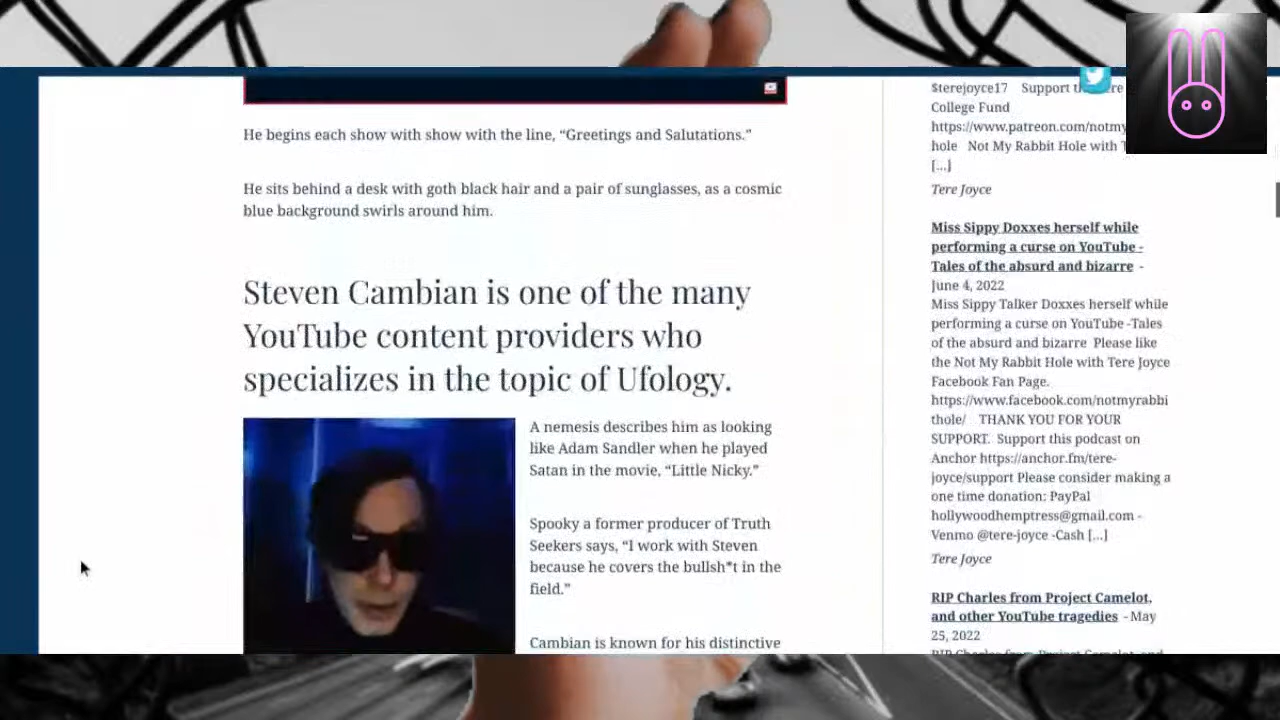 He begins each show with show with the line, “Greetings and Salutations.”
He sits behind a desk with goth black hair and a pair of sunglasses, as a cosmic
blue background swirls around him.
Steven Cambian is one of the many
YouTube content providers who
specializes in the topic of Ufology.
A nemesis describes him as looking
like Adam Sandler when he played
Satan in the movie, “Little Nicky.”
Spooky a former producer of Truth
Seekers says, “I work with Steven
because he covers the bullsh*t in the
field.”
Cambian is known for his distinctive
$terejoyce17 Support
College Fund
https://www.patreon.com/notmy
hole Not My Rabbit Hole with
[...]
Tere Joyce
Miss Sippy Doxxes herself while
performing a curse on YouTube -
Tales of the absurd and bizarre -
June 4, 2022
Miss Sippy Talker Doxxes herself while
performing a curse on YouTube -Tales
of the absurd and bizarre Please like
the Not My Rabbit Hole with Tere Joyce
Facebook Fan Page.
https://www.facebook.com/notmyrabbi
thole/ THANK YOU FOR YOUR
SUPPORT. Support this podcast on
Anchor https://anchor.fm/tere-
joyce/support Please consider making a
one time donation: PayPal
hollywoodhemptress@gmail.com -
Venmo @tere-joyce -Cash [...]
Tere Joyce
RIP Charles from Project Camelot,
and other YouTube tragedies - May
25, 2022